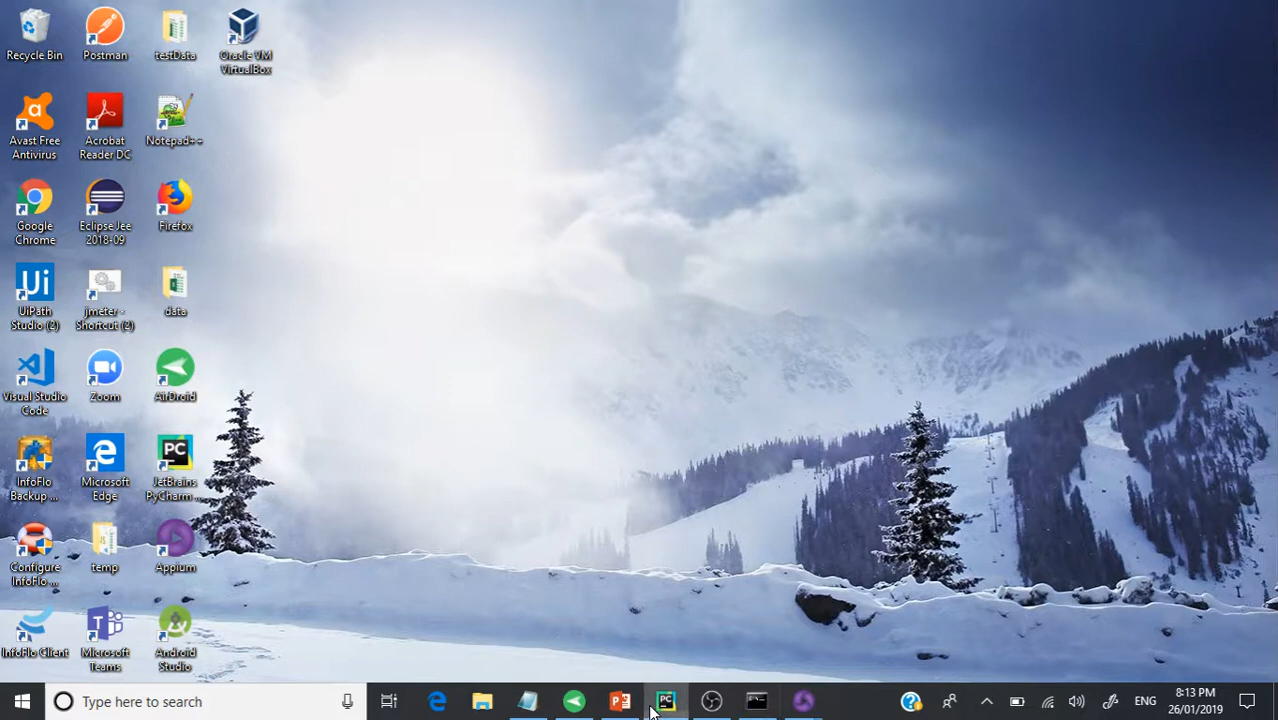 Recycle Bin
Postman
testData
Oracle VM
VirtualBox
Avast Free
Antivirus
Acrobat
Reader DC
Notepad++
Google
Chrome
Eclipse Jee
2018-09
Firefox
Ui
UiPath
Studio (2)
jmeter -
Shortcut (2)
data
Visual Studio
Code
Zoom
AirDroid
InfoFlo
Backup ...
Microsoft
Edge
PC
JetBrains
PyCharm...
Configure
InfoFlo ...
temp
Appium
InfoFlo Client
Microsoft
Teams
Android
Studio
Type here to search
PC
ENG
8:13 PM
26/01/2019